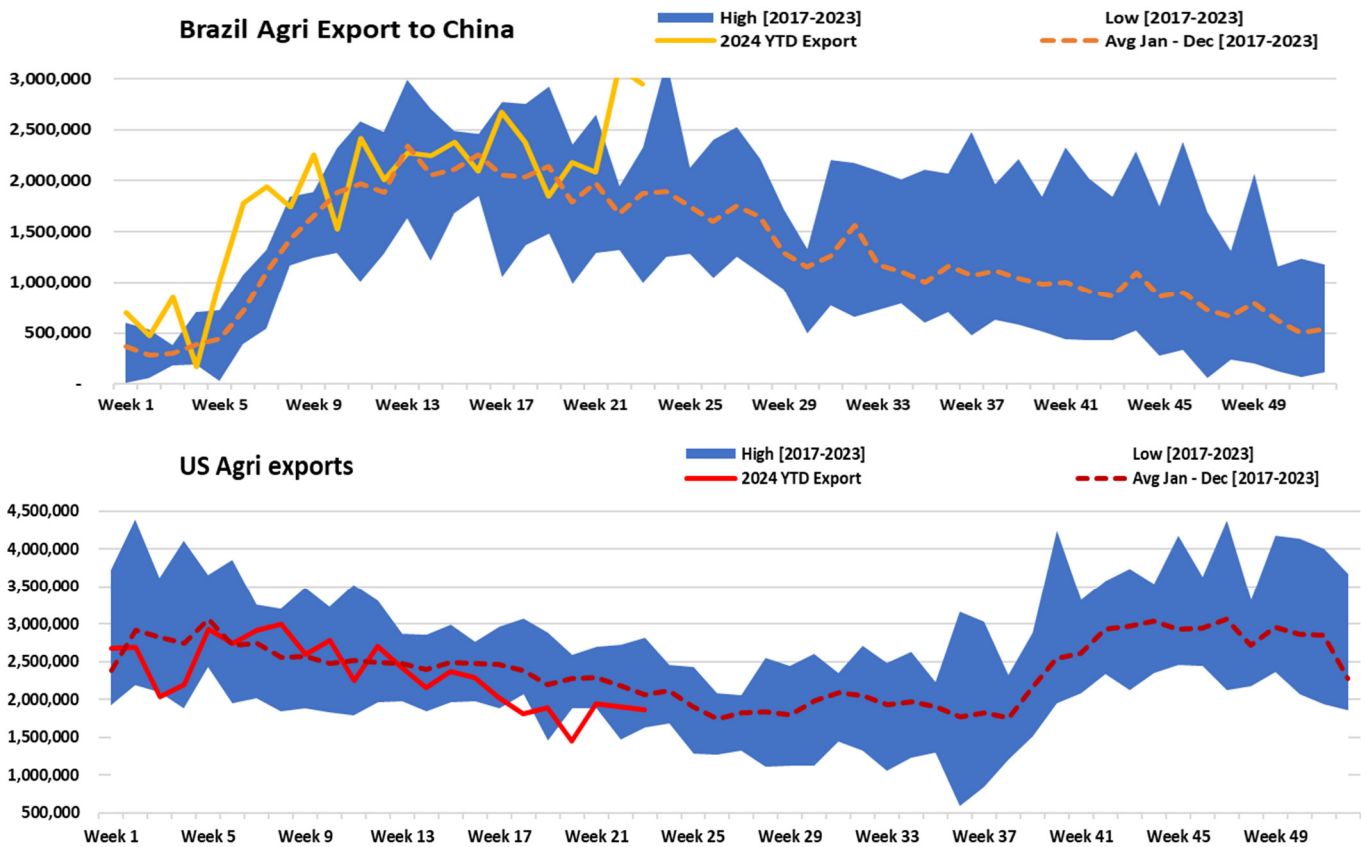 Brazil Agri Export to China
High [2017-2023]
Low [2017-2023]
2024 YTD Export
Avg Jan - Dec [2017-2023]
3,000,000
2,500,000
2,000,000
1,500,000
1,000,000
500,000
-
Week 1 Week 5 Week 9 Week 13 Week 17 Week 21 Week 25 Week 29 Week 33 Week 37 Week 41 Week 45 Week 49
US Agri exports
High [2017-2023]
Low [2017-2023]
2024 YTD Export
Avg Jan - Dec [2017-2023]
4,500,000
4,000,000
3,500,000
3,000,000
2,500,000
2,000,000
1,500,000
1,000,000
500,000
Week 1 Week 5 Week 9 Week 13 Week 17 Week 21 Week 25 Week 29 Week 33 Week 37 Week 41 Week 45 Week 49